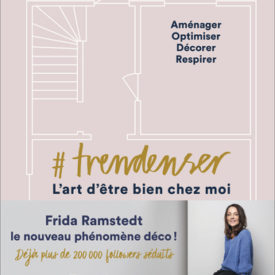 Aménager
Optimiser
Décorer
Respirer
# trendenser
L'art d'être bien chez moi
Frida Ramstedt
le nouveau phénomène déco !
Déjà plus de 200 000 followers séduits